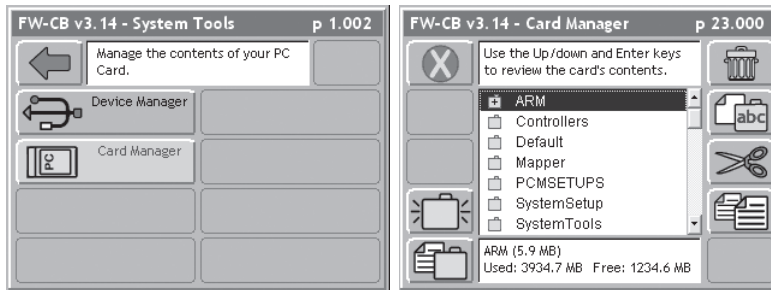 FW-CB v3.14 - System Tools p 1.002
Manage the contents of your PC
Card.
Device Manager
PC
Card Manager
FW-CB v3.14 - Card Manager p 23.000
Use the Up/down and Enter keys
to review the card's contents.
ARM
Controllers
abc
Default
Mapper
PCMSETUPS
SystemSetup
SystemTools
ARM (5.9 MB)
Used: 3934.7 MB Free: 1234.6 MB